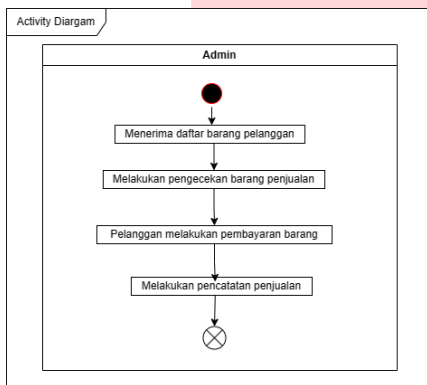 Activity Diargam
Admin
Menerima daftar barang pelanggan
Melakukan pengecekan barang penjualan
Pelanggan melakukan pembayaran barang
Melakukan pencatatan penjualan